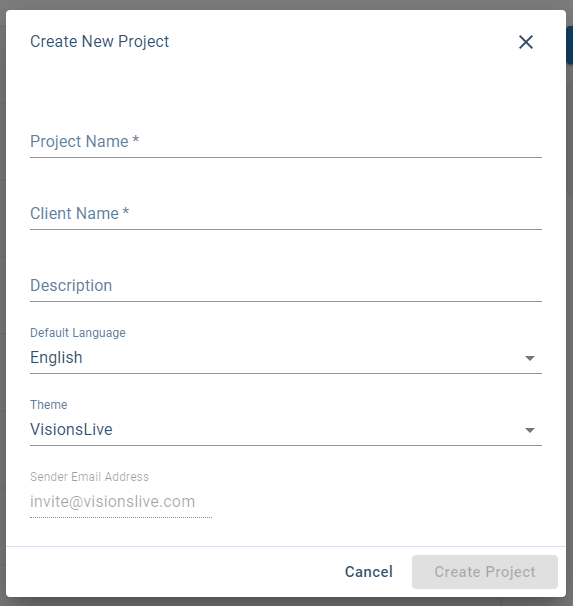 Create New Project
Project Name *
Client Name *
Description
Default Language
English
Theme
VisionsLive
Sender Email Address
invite@visionslive.com
Cancel
Create Project